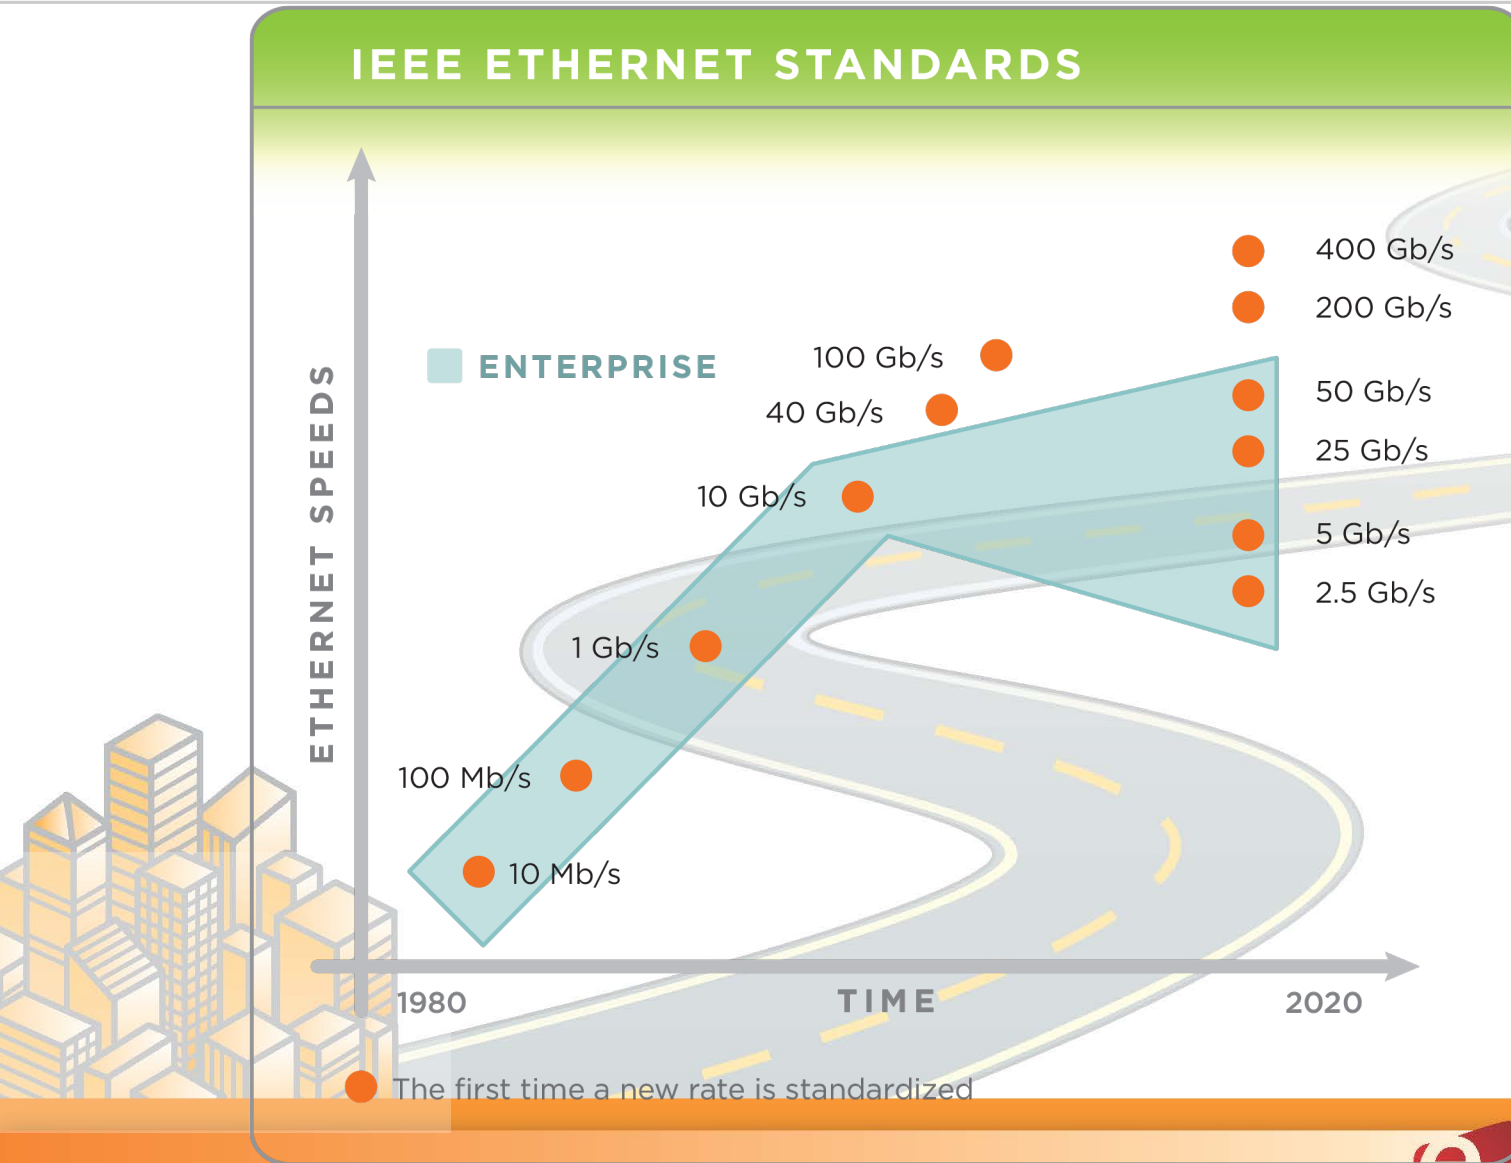 IEEE ETHERNET STANDARDS
400 Gb/s
200 Gb/s
ENTERPRISE
100 Gb/s
40 Gb/s
50 Gb/s
25 Gb/s
10 Gb/s
5 Gb/s
2.5 Gb/s
1 Gb/s
100 Mb/s
10 Mb/s
ETHERNET SPEEDS
1980
TIME
2020
The first time a new rate is standardized